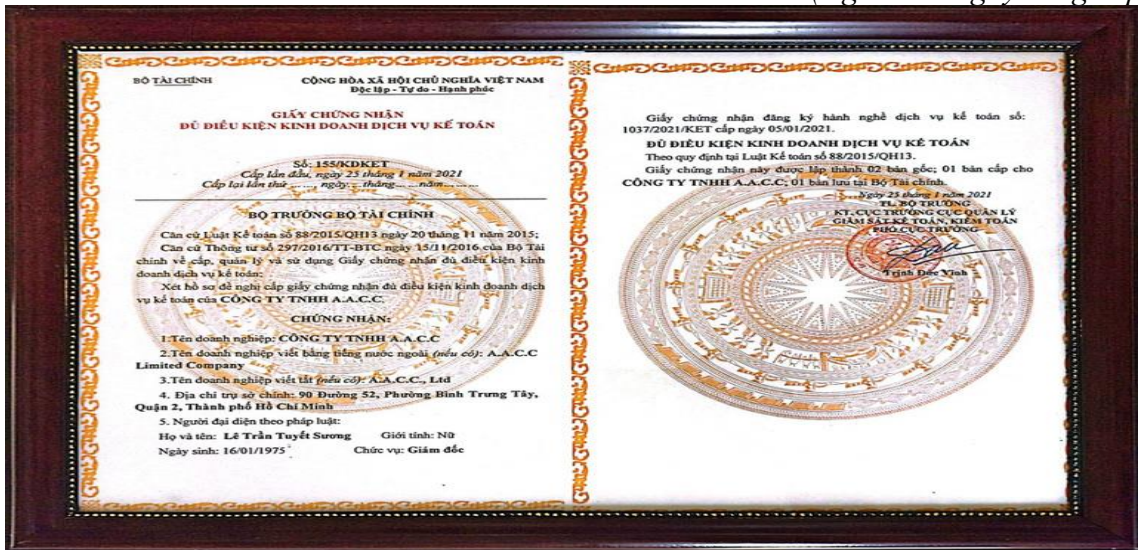 BỘ TÀI CHÍNH
CỘNG HÒA XÃ HỘI CHỦ NGHĨA VIỆT NAM
Độc lập - Tự do - Hạnh phúc
GIẤY CHỨNG NHẬN
ĐỦ ĐIỀU KIỆN KINH DOANH DỊCH VỤ KẾ TOÁN
Số: 155/KDKET
Cấp lần đầu, ngày 25 tháng 1 năm 2021
Cấp lại lần thứ ......, ngày.... tháng..... năm.........
BỘ TRƯỞNG BỘ TÀI CHÍNH
Căn cứ Luật Kế toán số 88/2015/QH13 ngày 20 tháng 11 năm 2015;
Căn cứ Thông tư số 297/2016/TT-BTC ngày 15/11/2016 của Bộ Tài
chính về cấp, quản lý và sử dụng Giấy chứng nhận đủ điều kiện kinh
doanh dịch vụ kế toán;
Xét hồ sơ đề nghị cấp giấy chứng nhận đủ điều kiện kinh doanh dịch
vụ kế toán của CÔNG TY TNHH A.A.C.C.
CHỨNG NHẬN:
1.Tên doanh nghiệp: CÔNG TY TNHH A.A.C.C
2.Tên doanh nghiệp viết bằng tiếng nước ngoài (nếu có): A.A.C.C
Limited Company
3.Tên doanh nghiệp viết tắt (nếu có): A.A.C.C., Ltd
4. Địa chỉ trụ sở chính: 90 Đường 52, Phường Bình Trưng Tây,
Quận 2, Thành phố Hồ Chí Minh
5. Người đại diện theo pháp luật:
Họ và tên: Lê Trần Tuyết Sương Giới tính: Nữ
Ngày sinh: 16/01/1975 Chức vụ: Giám đốc
Giấy chứng nhận đăng ký hành nghề dịch vụ kế toán số:
1037/2021/KET cấp ngày 05/01/2021.
ĐỦ ĐIỀU KIỆN KINH DOANH DỊCH VỤ KẾ TOÁN
Theo quy định tại Luật Kế toán số 88/2015/QH13.
Giấy chứng nhận này được lập thành 02 bản gốc; 01 bản cấp cho
CÔNG TY TNHH A.A.C.C; 01 bản lưu tại Bộ Tài chính.
Ngày 25 tháng 1 năm 2021
TL. BỘ TRƯỞNG
KT. CỤC TRƯỞNG CỤC QUẢN LÝ
GIÁM SÁT KẾ TOÁN, KIỂM TOÁN
PHÓ CỤC TRƯỞNG
Trịnh Đức Vinh